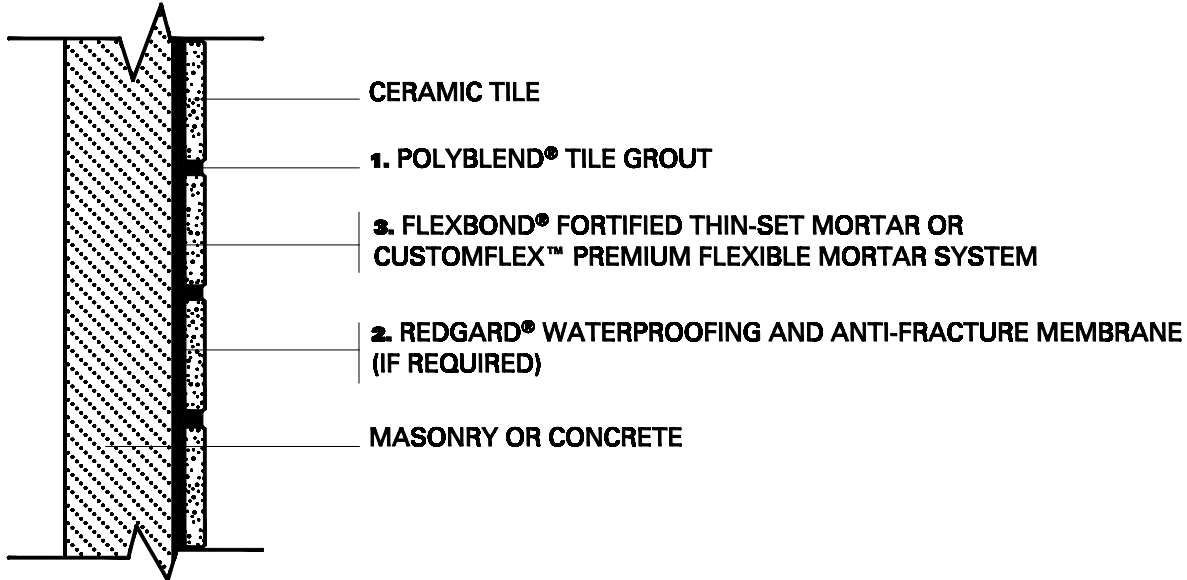 CERAMIC TILE
1. POLYBLEND® TILE GROUT
3. FLEXBOND® FORTIFIED THIN-SET MORTAR OR
CUSTOMFLEX™ PREMIUM FLEXIBLE MORTAR SYSTEM
2. REDGARD® WATERPROOFING AND ANTI-FRACTURE MEMBRANE
(IF REQUIRED)
MASONRY OR CONCRETE